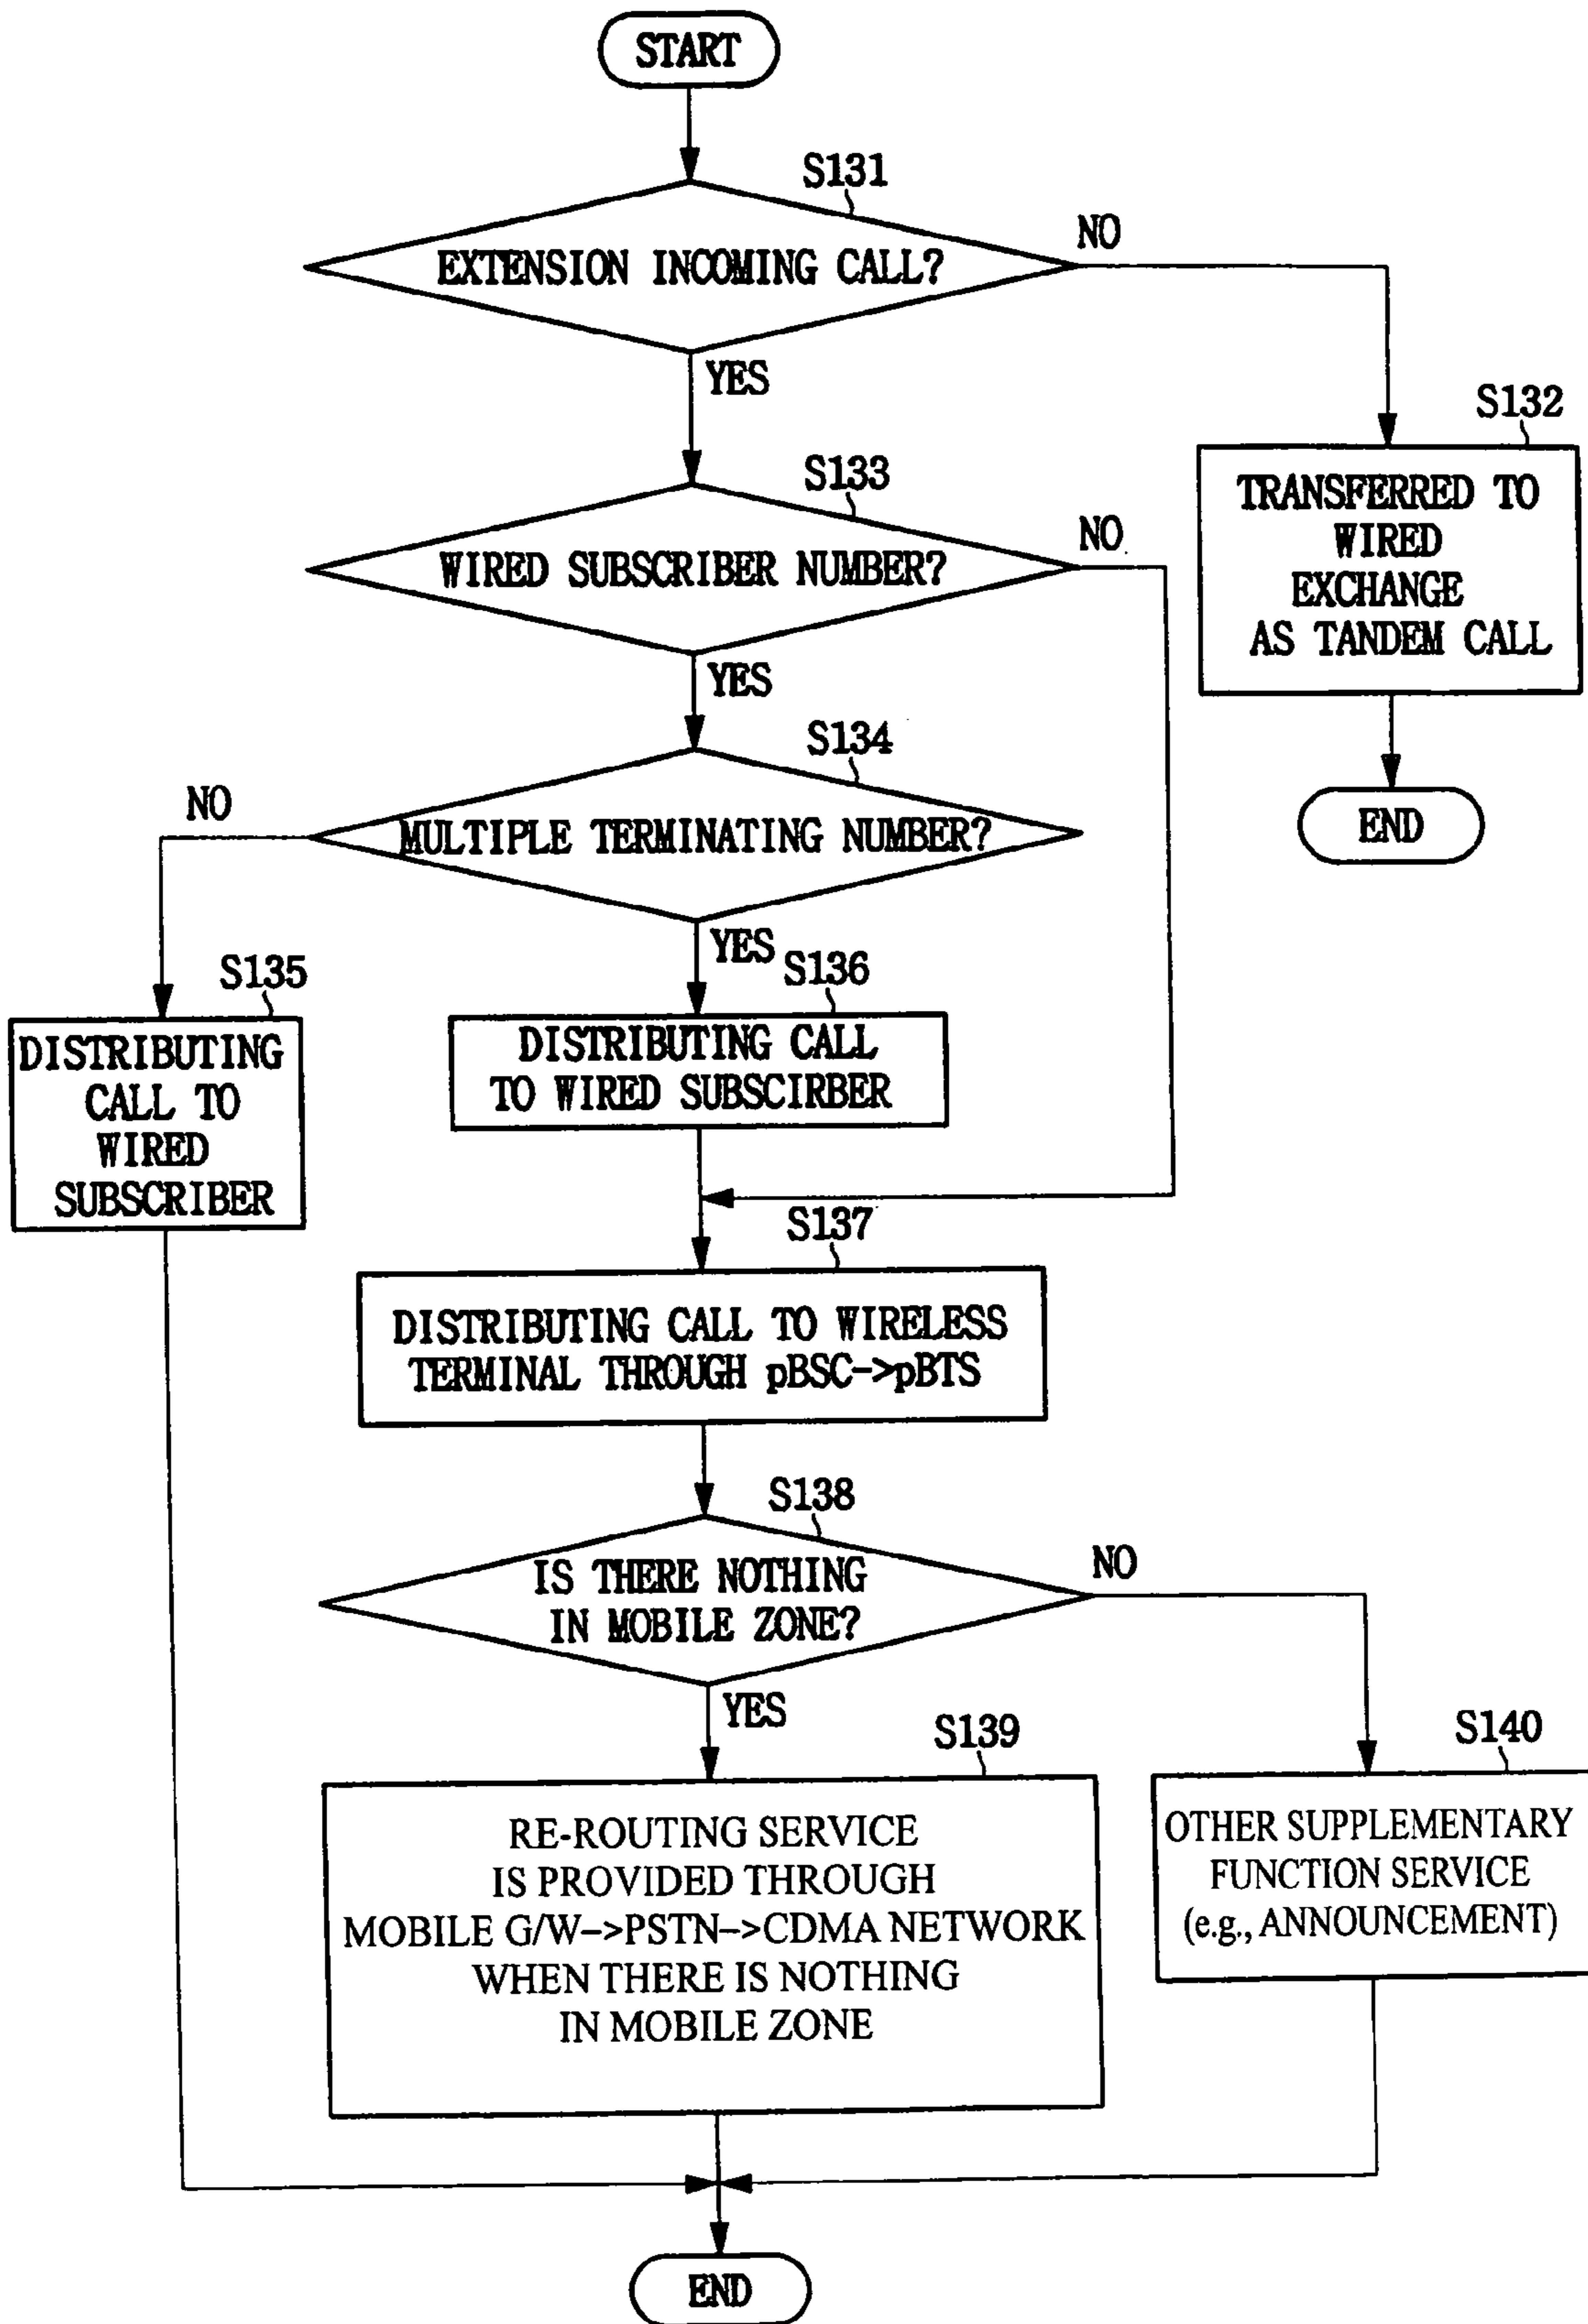 START
S131
EXTENSION INCOMING CALL?
NO
YES
S132
TRANSFERRED TO
WIRED
EXCHANGE
AS TANDEM CALL
END
S133
WIRED SUBSCRIBER NUMBER?
NO
YES
S134
MULTIPLE TERMINATING NUMBER?
NO
YES
S135
DISTRIBUTING
CALL TO
WIRED
SUBSCRIBER
S136
DISTRIBUTING CALL
TO WIRED SUBSCIRBER
S137
DISTRIBUTING CALL TO WIRELESS
TERMINAL THROUGH pBSC->pBTS
S138
IS THERE NOTHING
IN MOBILE ZONE?
NO
YES
S139
RE-ROUTING SERVICE
IS PROVIDED THROUGH
MOBILE G/W–>PSTN–>CDMA NETWORK
WHEN THERE IS NOTHING
IN MOBILE ZONE
S140
OTHER SUPPLEMENTARY
FUNCTION SERVICE
(e.g., ANNOUNCEMENT)
END